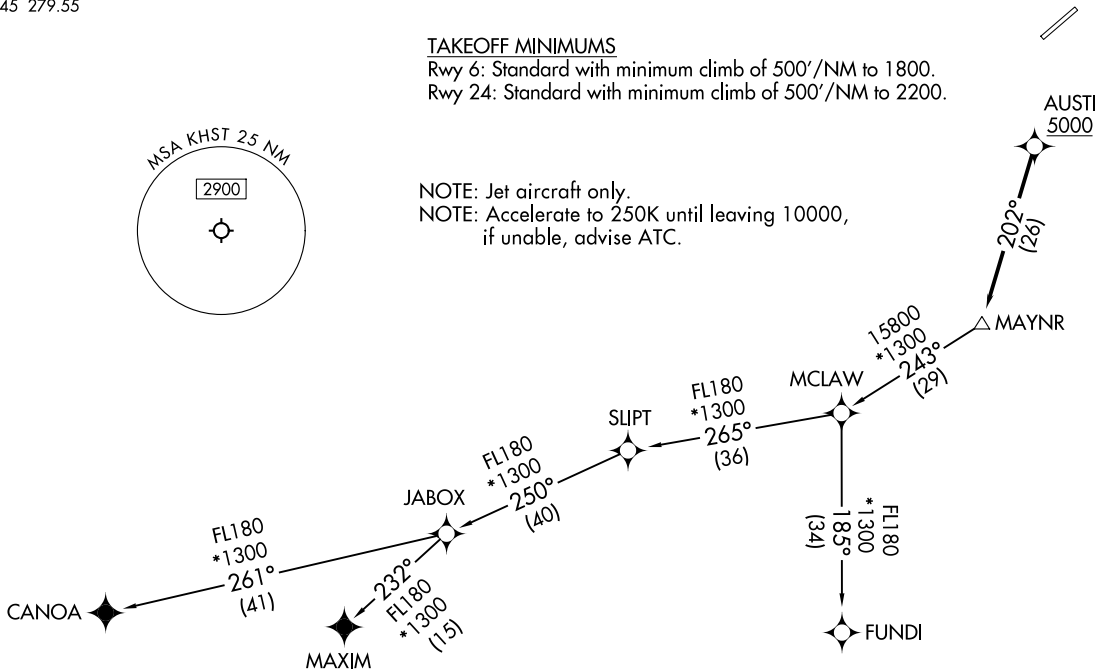 45 279.55
TAKEOFF MINIMUMS
Rwy 6: Standard with minimum climb of 500'/NM to 1800.
Rwy 24: Standard with minimum climb of 500'/NM to 2200.
AUSTI
5000
MSA KHST 25 NM
2900
NOTE: Jet aircraft only.
NOTE: Accelerate to 250K until leaving 10000,
if unable, advise ATC.
202°
(26)
MAYNR
15800
*1300
243°
(29)
MCLAW
FL180
*1300
265°
(36)
SLIPT
FL180
*1300
250°
(40)
JABOX
FL180
*1300
185°
(34)
FL180
*1300
261°
(41)
232°
FL180
*1300
(15)
CANOA
MAXIM
FUNDI